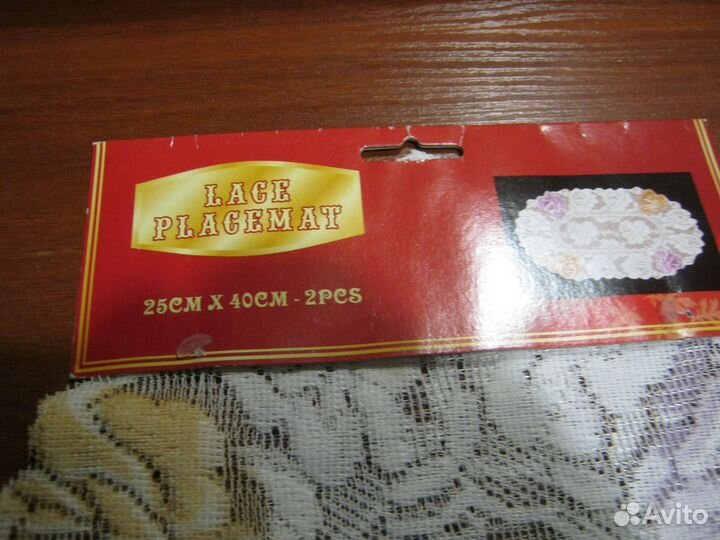 LACE
PLACEMAT
25CM X 40CM - 2PCS
Avito